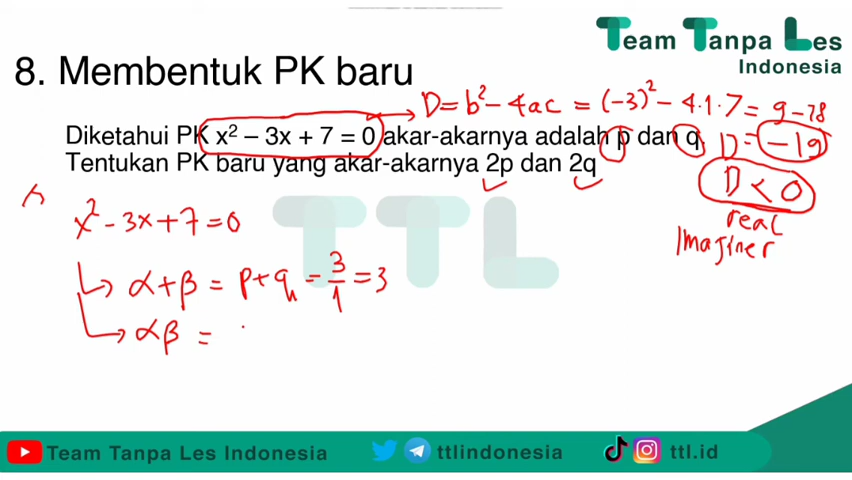 Team Tanpa Les
Indonesia
8. Membentuk PK baru
D = b² - 4ac = (-3)² - 4.1.7 = 9 - 28
Diketahui PK x² – 3x + 7 = 0 akar-akarnya adalah p dan q.
D = -19
Tentukan PK baru yang akar-akarnya 2p dan 2q
D < 0
real
Imajiner
x² - 3x + 7 = 0
α + β = p + q = 3/1 = 3
αβ =
TTL
Team Tanpa Les Indonesia
ttlindonesia
ttl.id